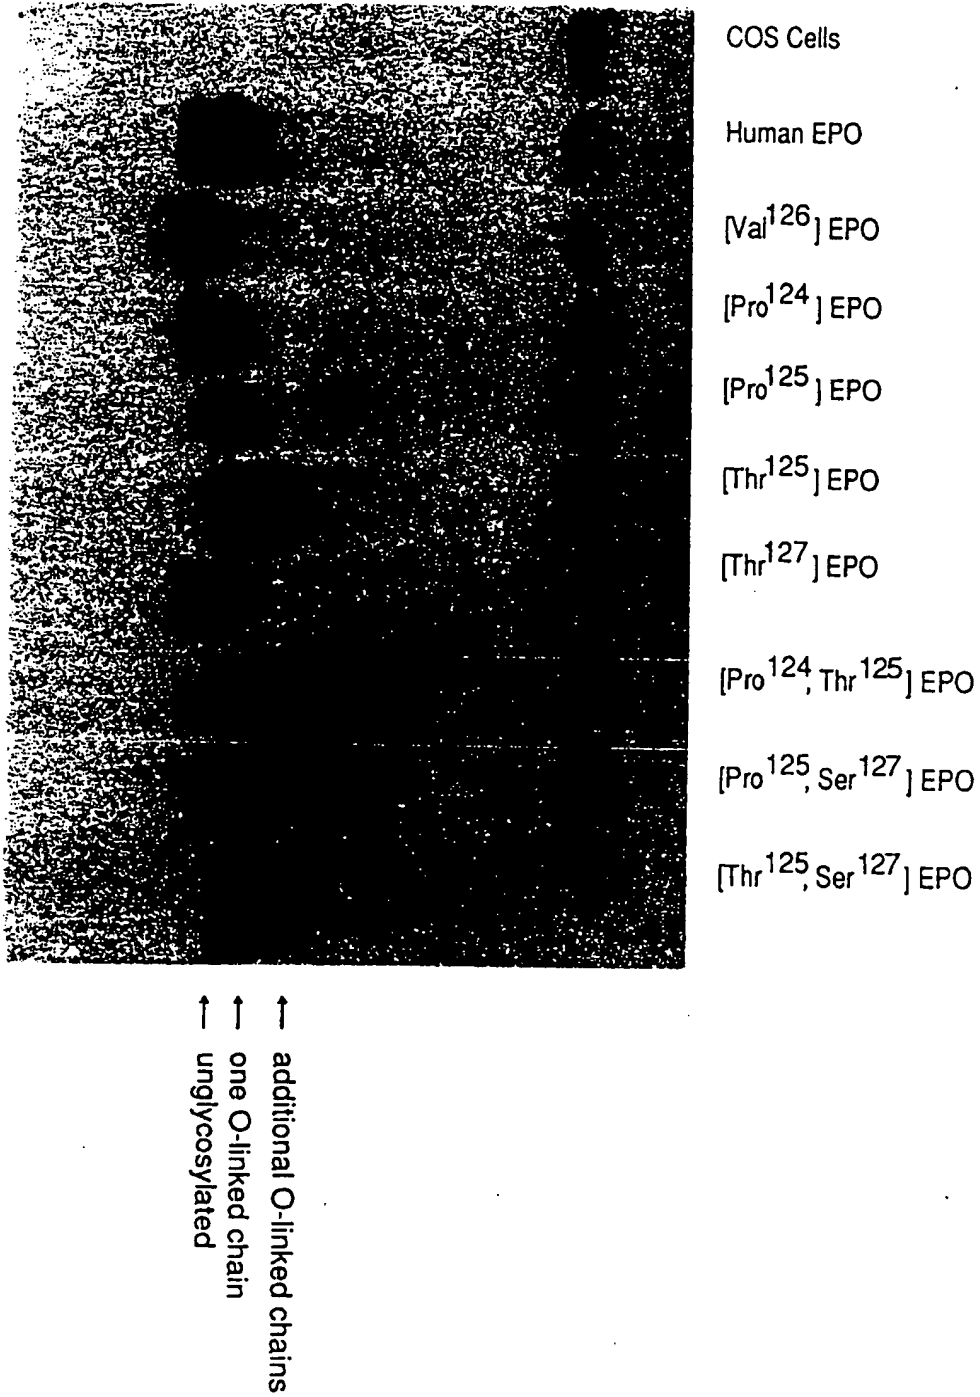 COS Cells
Human EPO
[Val126] EPO
[Pro124] EPO
[Pro125] EPO
[Thr125] EPO
[Thr127] EPO
[Pro124, Thr125] EPO
[Pro125, Ser127] EPO
[Thr125, Ser127] EPO
additional O-linked chains
one O-linked chain
unglycosylated